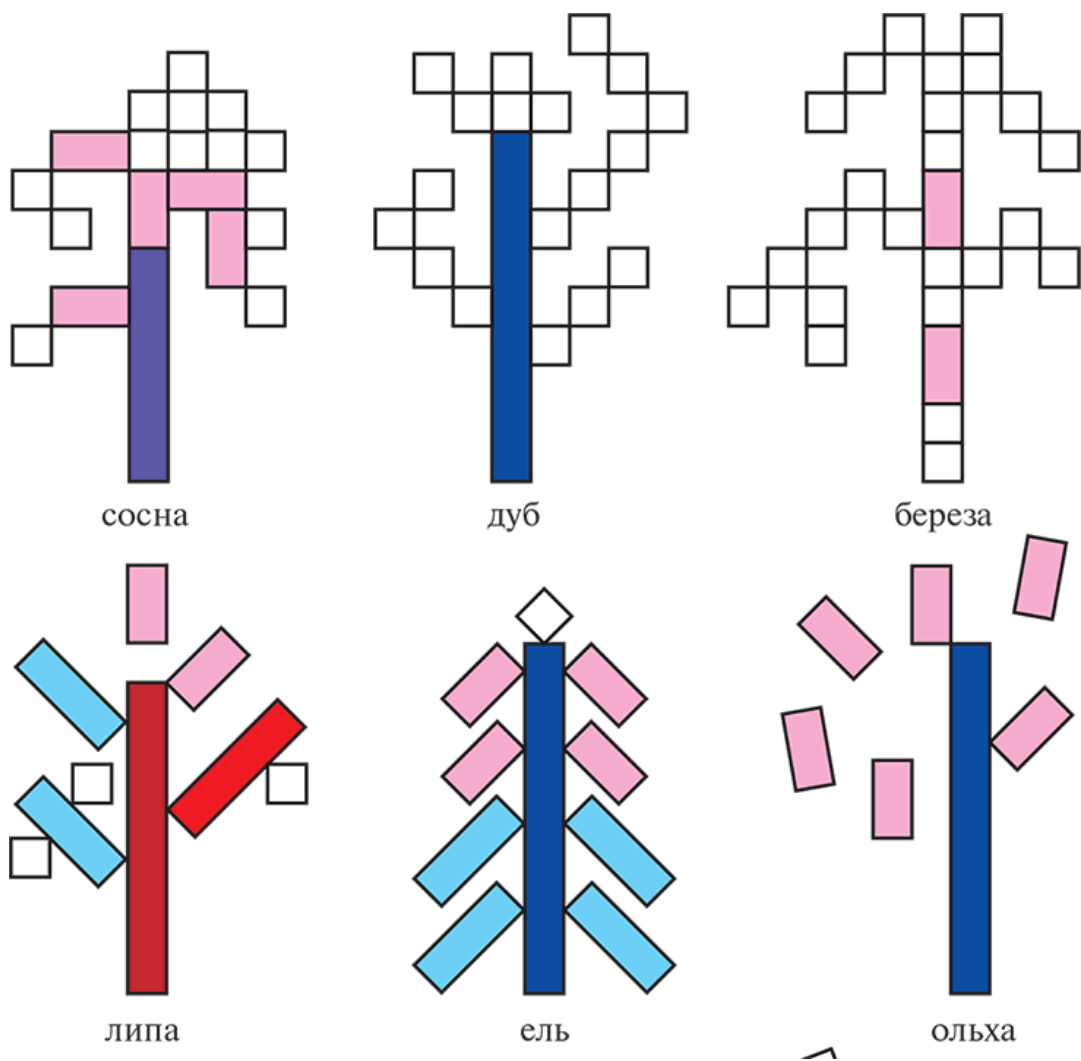 сосна
дуб
береза
липа
ель
ольха